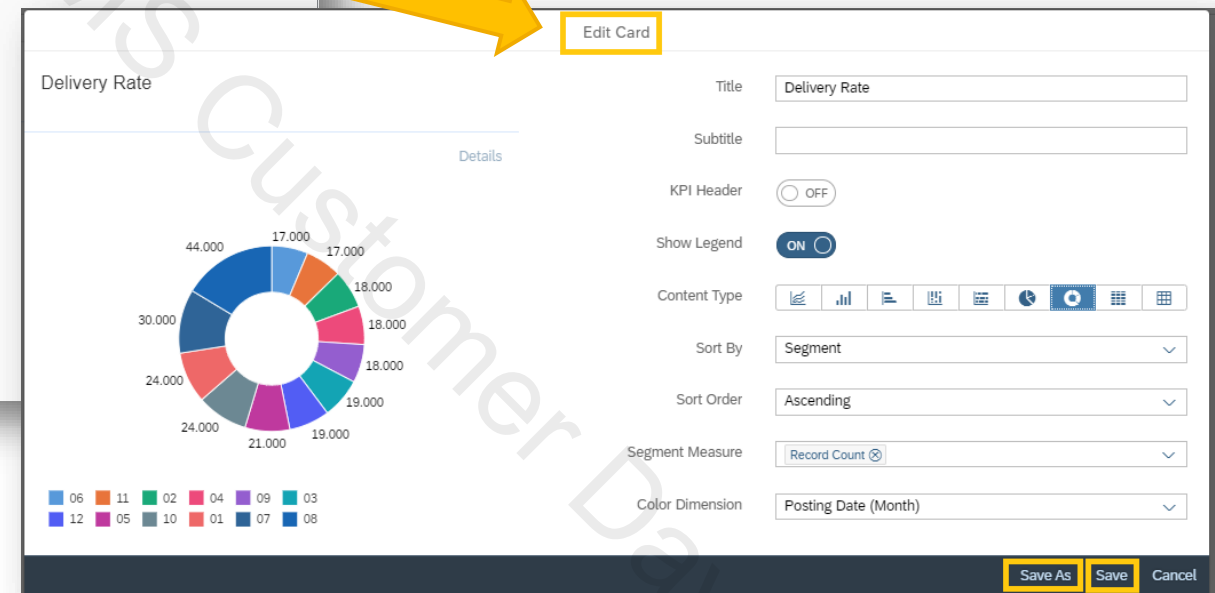 Edit Card
Delivery Rate
Details
44.000
17.000
17.000
18.000
18.000
18.000
19.000
19.000
21.000
24.000
24.000
30.000
06 11 02 04 09 03
12 05 10 01 07 08
Title Delivery Rate
Subtitle
KPI Header OFF
Show Legend ON
Content Type
Sort By Segment
Sort Order Ascending
Segment Measure Record Count
Color Dimension Posting Date (Month)
Save As Save Cancel
S Customer Da